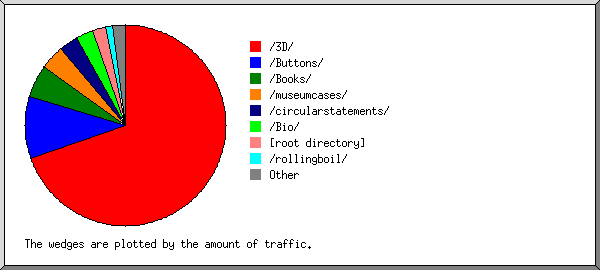 /3D/
/Buttons/
/Books/
/museumcases/
/circularstatements/
/Bio/
[root directory]
/rollingboil/
Other
The wedges are plotted by the amount of traffic.